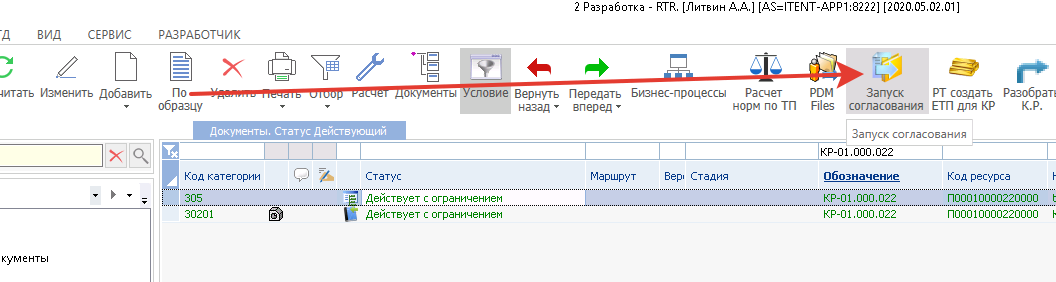 2 Разработка - RTR. [Литвин А.А.] [AS=ITENT-APP1:8222] [2020.05.02.01]
ТД ВИД СЕРВИС РАЗРАБОТЧИК
читать Изменить Добавить По образцу Удалить Печать Отбор Расчет Документы Условие Вернуть назад Передать вперед Бизнес-процессы Расчет норм по ТП PDM Files Запуск согласования РТ создать ЕТП для КР Разобрать К.Р.
Документы. Статус Действующий
Запуск согласования
КР-01.000.022
Код категории Статус Маршрут Верс Стадия Обозначение Код ресурса Н
305 Действует с ограничением КР-01.000.022 П00010000220000
30201 Действует с ограничением КР-01.000.022 П00010000220000 К
кументы